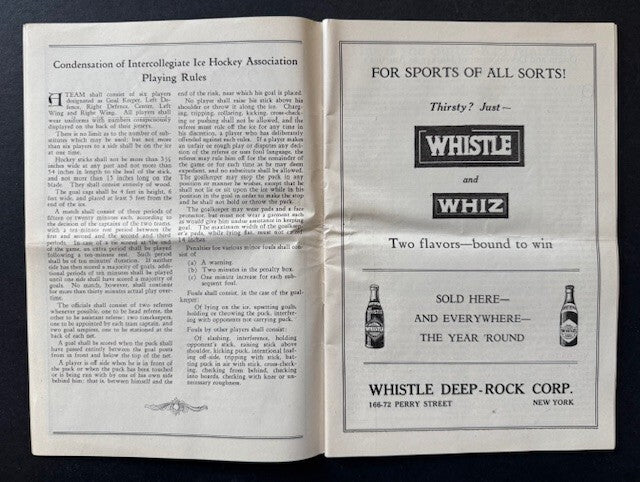 Condensation of Intercollegiate Ice Hockey Association
Playing Rules
A TEAM shall consist of six players
designated as Goal Keeper, Left De-
fence, Right Defence, Center, Left
Wing and Right Wing. All players shall
wear uniforms with numbers conspicuously
displayed on the back of their jerseys.
There is no limit to the number of sub-
stitutes which may be used; but not more
than six players to a side shall be on the ice
at one time.
Hockey sticks shall not be more than 3½
inches wide at any part and not more than
54 inches in length to the heel of the stick,
and not more than 15 inches long on the
blade. They shall consist entirely of wood.
The goal cage shall be 4 feet in height, 6
feet wide, and placed at least 5 feet from the
end of the ice.
A match shall consist of three periods of
fifteen or twenty minutes each, according to
the decision of the captains of the two teams,
with a ten-minute rest period between the
first and second and the second and third
periods. In case of a tie score at the end
of the game, an extra period shall be played
following a ten-minute rest. Such period
shall be of ten minutes' duration. If neither
side has then scored a majority of goals, addi-
tional periods of ten minutes shall be played
until one side shall have scored a majority of
goals. No match, however, shall continue
for more than thirty minutes actual play over-
time.
The officials shall consist of two referees
whenever possible, one to be head referee, the
other to be assistant referee; two timekeepers,
one to be appointed by each team captain, and
two goal umpires, one to be stationed at the
back of each net.
A goal shall be scored when the puck shall
have passed entirely between the goal posts
from in front and below the top of the net.
A player is off side when he is in front of
the puck or when the puck has been touched
or is being run with by one of his own side
behind him; that is, between himself and the
end of the rink, near which his goal is placed.
No player shall raise his stick above his
shoulder or throw it along the ice. Charg-
ing, tripping, collaring, kicking, cross-check-
ing or pushing shall not be allowed, and the
referee must rule off the ice for any time in
his discretion, a player who has deliberately
offended against such rules. If a player makes
an unfair or rough play or disputes any deci-
sion of the referee or uses foul language, the
referee may rule him off for the remainder of
the game or for such time as he may deem
expedient, and no substitute shall be allowed.
The goalkeeper may stop the puck in any
position or manner he wishes, except that he
shall not lie or sit upon the ice while in his
position in the goal in order to make the stop
and he shall not hold or throw the puck.
The goalkeeper may wear pads and a face
protector, but must not wear a garment such
as would give him undue assistance in keeping
goal. The maximum width of the goalkeep-
er's pads, while lying flat, must not exceed
14 inches.
Penalties for various minor fouls shall con-
sist of
(a) A warning.
(b) Two minutes in the penalty box.
(c) One minute increase for each sub-
sequent foul.
Fouls shall consist, in the case of the goal-
keeper:
Of lying on the ice, upsetting goals,
holding or throwing the puck, interfer-
ing with opponents not carrying puck.
Fouls by other players shall consist:
Of slashing, interference, holding
opponent's stick, raising stick above
shoulder, kicking puck, intentional loaf-
ing off-side, tripping with stick, bat-
ting puck in air with stick, cross-check-
ing, checking from behind, checking
into boards, checking with knee or un-
necessary roughness.
FOR SPORTS OF ALL SORTS!
Thirsty? Just—
WHISTLE
and
WHIZ
Two flavors—bound to win
SOLD HERE—
AND EVERYWHERE—
THE YEAR 'ROUND
WHISTLE DEEP-ROCK CORP.
166-72 PERRY STREET NEW YORK